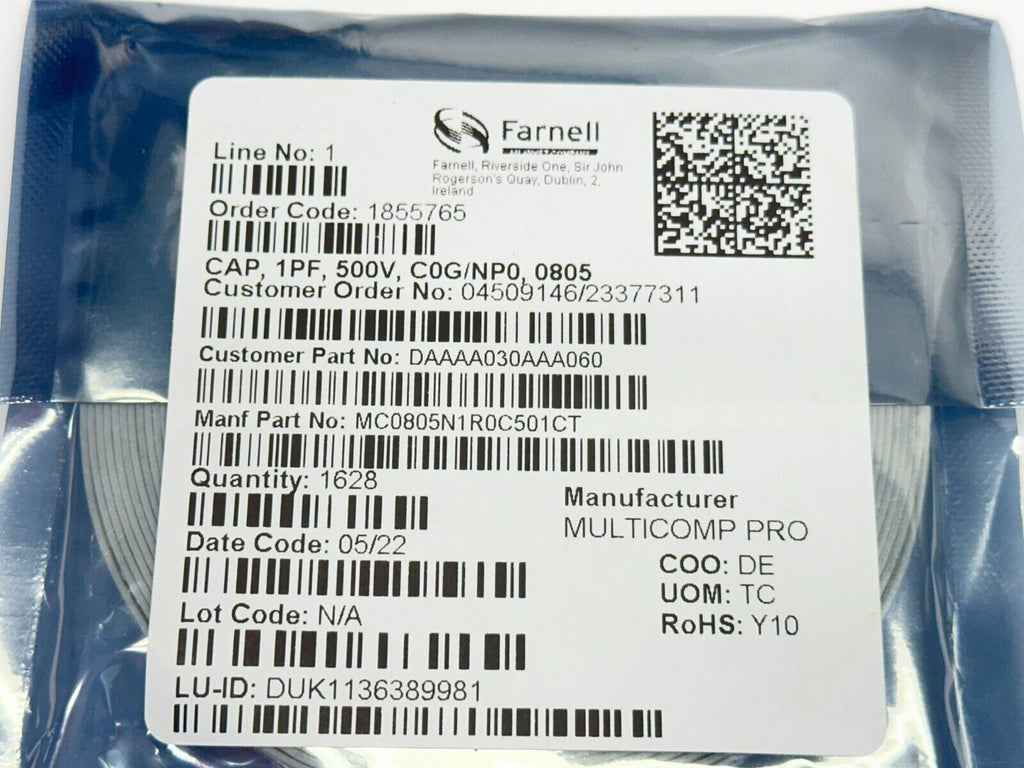 Farnell
Farnell, Riverside One, Sir John
Rogerson's Quay, Dublin, 2,
Ireland
Line No: 1
Order Code: 1855765
CAP, 1PF, 500V, C0G/NP0, 0805
Customer Order No: 04509146/23377311
Customer Part No: DAAAA030AAA060
Manf Part No: MC0805N1R0C501CT
Quantity: 1628
Date Code: 05/22
Lot Code: N/A
LU-ID: DUK1136389981
Manufacturer
MULTICOMP PRO
COO: DE
UOM: TC
RoHS: Y10